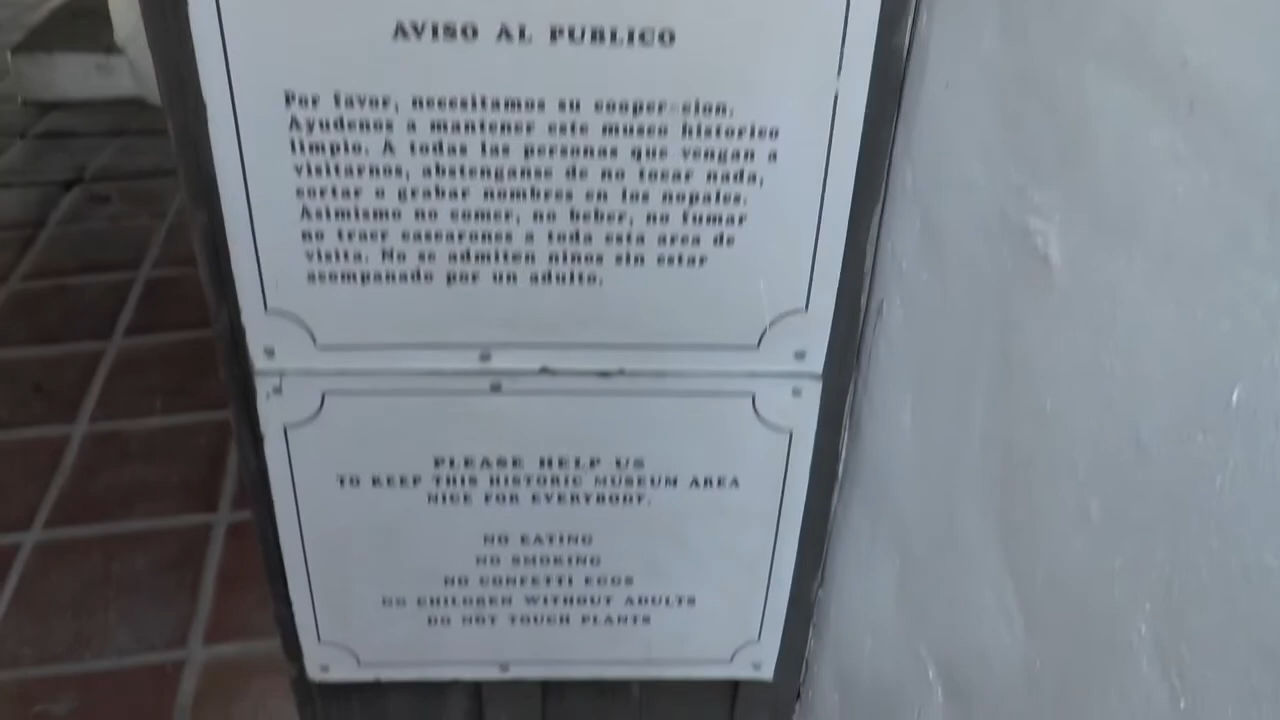 AVISO AL PUBLICO
Por favor, necesitamos su cooper cion.
Ayudenos a mantener este museo historico
limpio. A todas las personas que vengan a
visitarnos, abstenganse de no tocar nada,
cortar o grabar nombres en los nopales.
Asimismo no comer, no beber, no fumar
no traer cascarones a toda esta area de
visita. No se admiten ninos sin estar
acompanado por un adulto.
PLEASE HELP US
TO KEEP THIS HISTORIC MUSEUM AREA
NICE FOR EVERYBODY.
NO EATING
NO SMOKING
NO CONFETTI EGGS
NO CHILDREN WITHOUT ADULTS
DO NOT TOUCH PLANTS